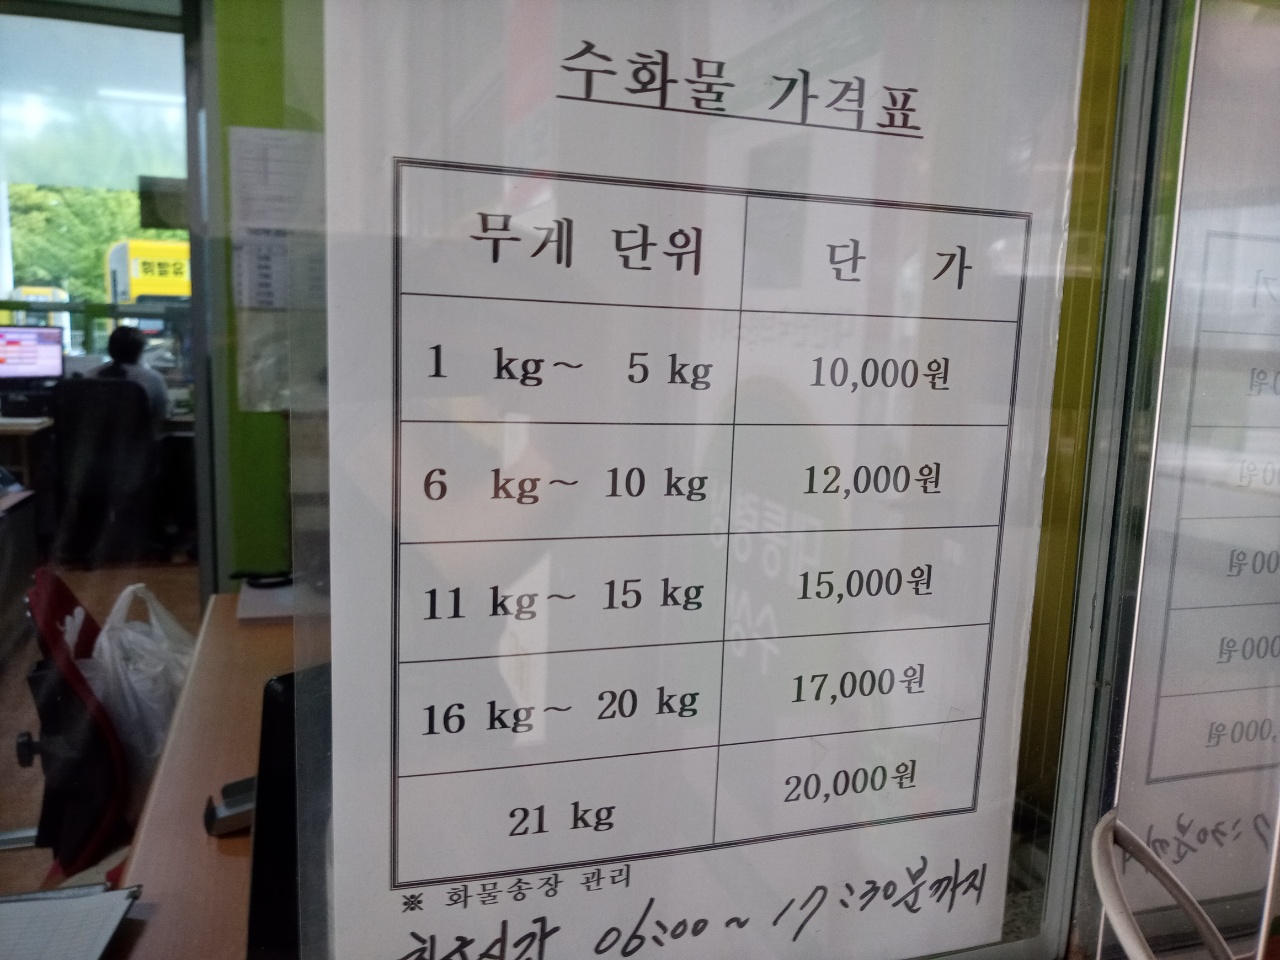 수화물 가격표
무게 단위 단 가
1 kg~ 5 kg 10,000원
6 kg~ 10 kg 12,000원
11 kg~ 15 kg 15,000원
16 kg~ 20 kg 17,000원
21 kg 20,000원
※ 화물송장 관리
시간 06:00~17:30분까지